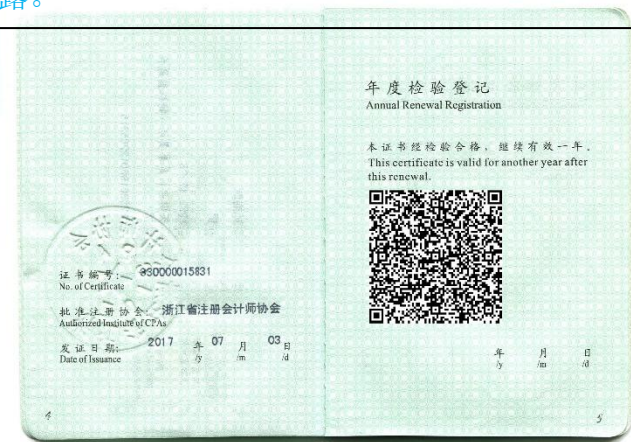 路。
证书编号: 330000015831
No. of Certificate
批准注册协会: 浙江省注册会计师协会
Authorized Institute of CPAs
发证日期: 2017 年 07 月 03 日
Date of Issuance /y /m /d
4
年度检验登记
Annual Renewal Registration
本证书经检验合格，继续有效一年。
This certificate is valid for another year after
this renewal.
年 月 日
/y /m /d
5